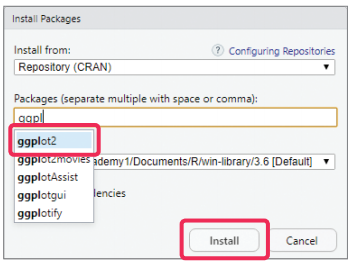 Install Packages
Install from:
Configuring Repositories
Repository (CRAN)
Packages (separate multiple with space or comma):
ggpl
ggplot2
ggplot2movies
ademy1/Documents/R/win-library/3.6 [Default]
ggplotAssist
ggplotgui
dencies
ggplotify
Install
Cancel